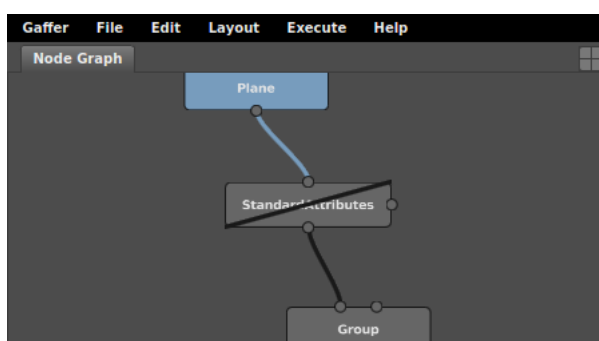 Gaffer File Edit Layout Execute Help
Node Graph
Plane
StandardAttributes
Group